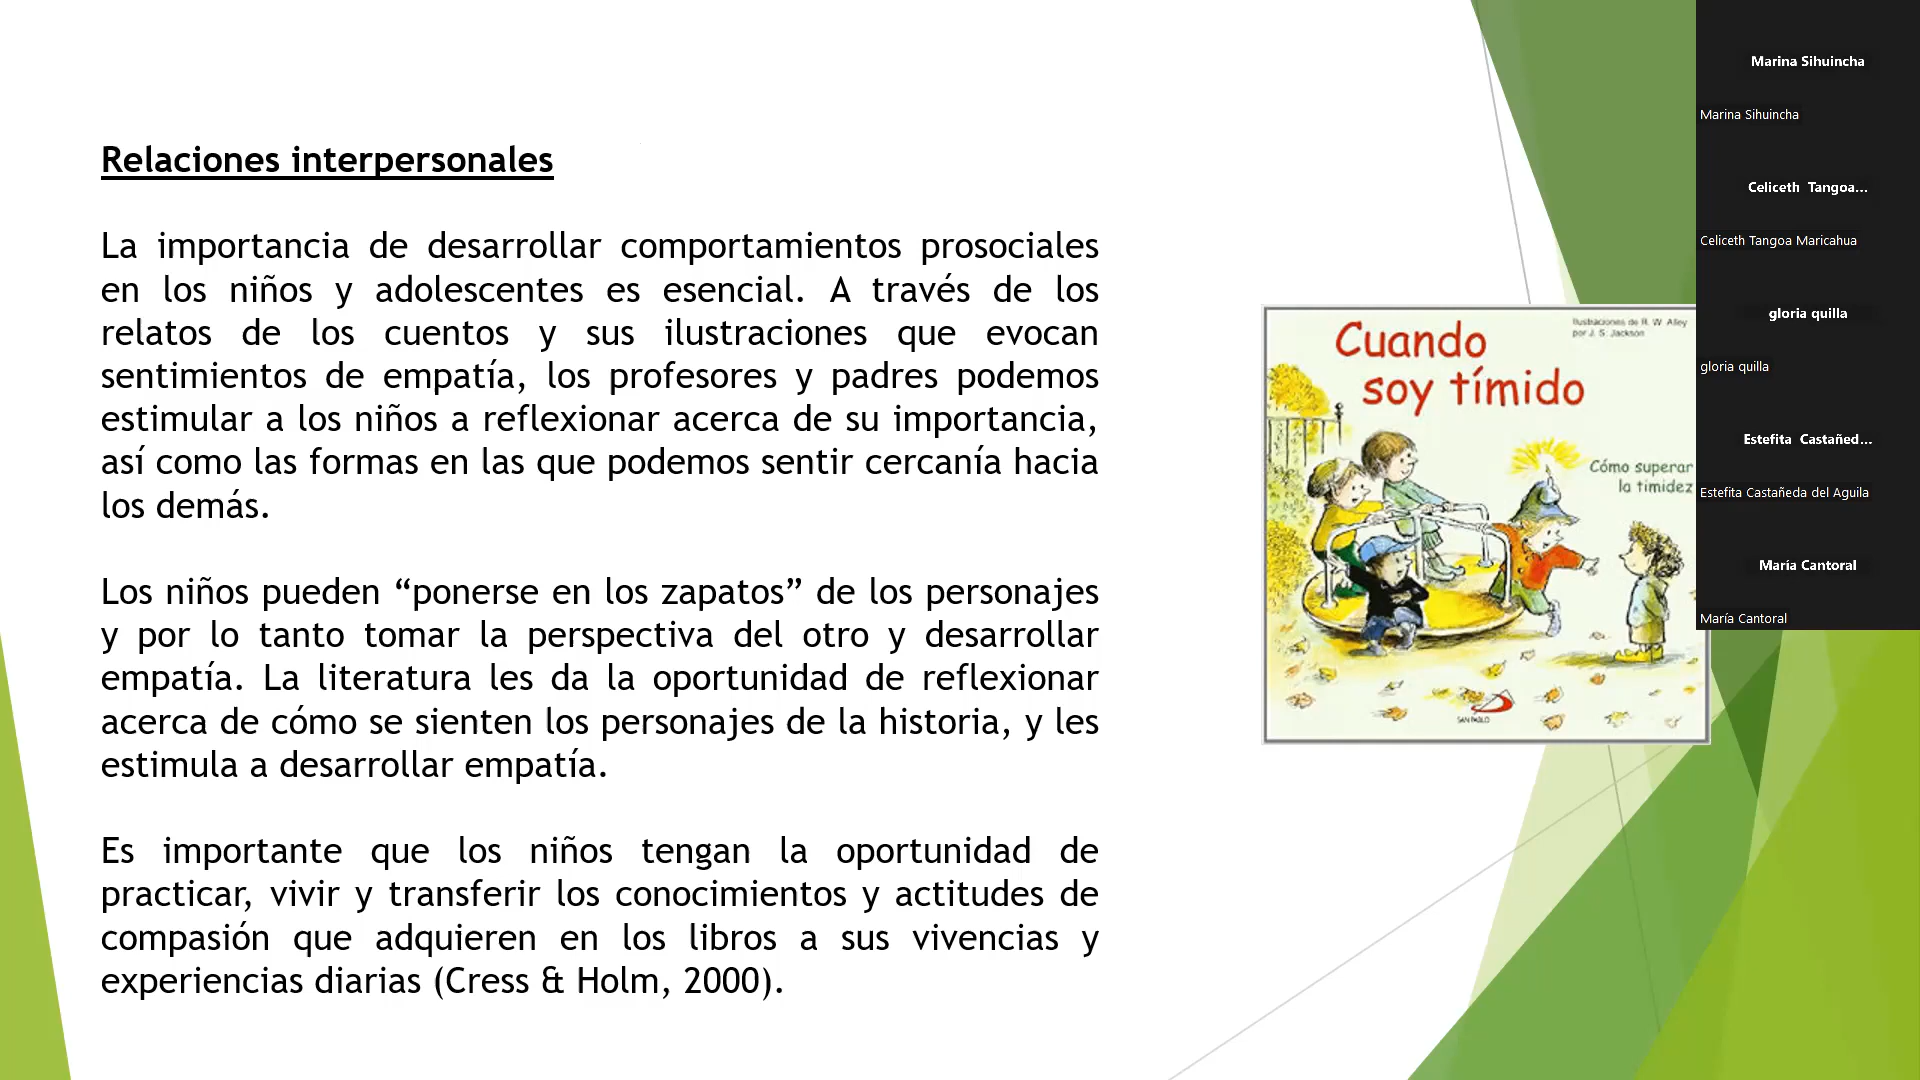 Relaciones interpersonales
La importancia de desarrollar comportamientos prosociales
en los niños y adolescentes es esencial. A través de los
relatos de los cuentos y sus ilustraciones que evocan
sentimientos de empatía, los profesores y padres podemos
estimular a los niños a reflexionar acerca de su importancia,
así como las formas en las que podemos sentir cercanía hacia
los demás.
Los niños pueden “ponerse en los zapatos” de los personajes
y por lo tanto tomar la perspectiva del otro y desarrollar
empatía. La literatura les da la oportunidad de reflexionar
acerca de cómo se sienten los personajes de la historia, y les
estimula a desarrollar empatía.
Es importante que los niños tengan la oportunidad de
practicar, vivir y transferir los conocimientos y actitudes de
compasión que adquieren en los libros a sus vivencias y
experiencias diarias (Cress & Holm, 2000).
Ilustraciones de R. W. Alley
por J. S. Jackson
Cuando
soy tímido
Cómo superar
la timidez
SAN PABLO
Marina Sihuincha
Marina Sihuincha
Celiceth Tangoa...
Celiceth Tangoa Maricahua
gloria quilla
gloria quilla
Estefita Castañed...
Estefita Castañeda del Aguila
María Cantoral
María Cantoral